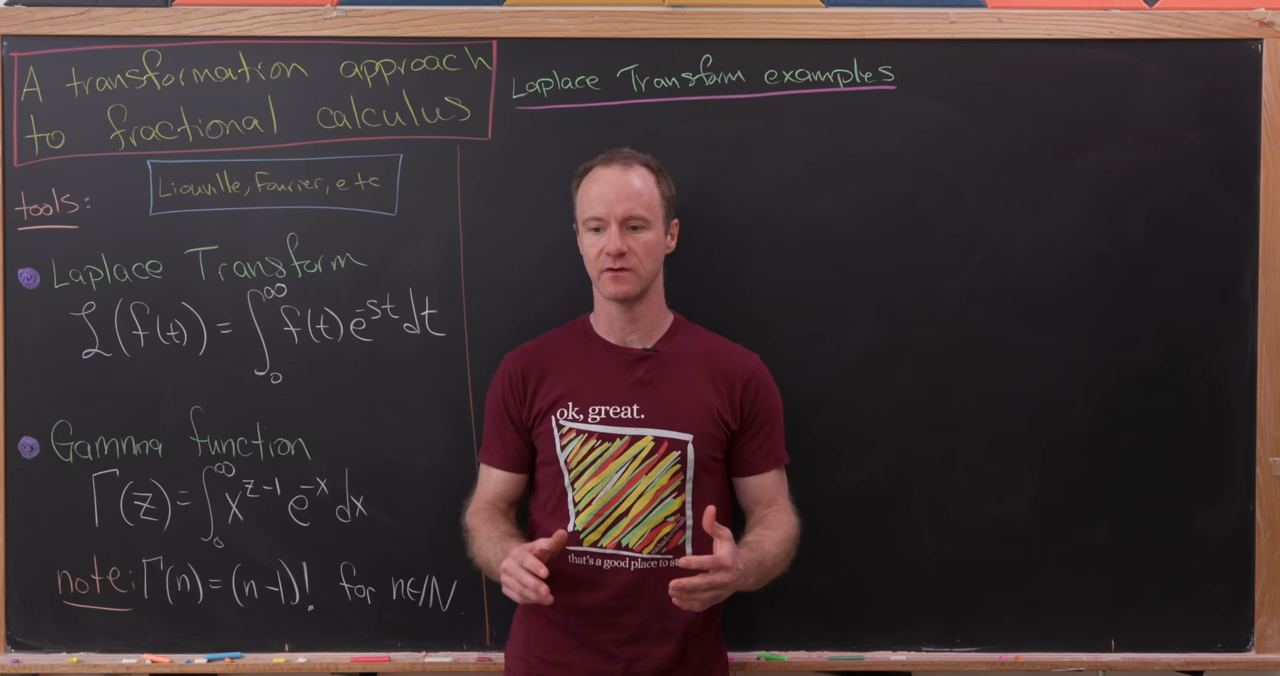 A transformation approach
to fractional calculus
Liouville, Fourier, etc
tools:
Laplace Transform
ℒ(f(t)) = ∫₀^∞ f(t) e^{-st} dt
Gamma function
Γ(z) = ∫₀^∞ x^{z-1} e^{-x} dx
note: Γ(n) = (n-1)! for n∈ℕ
Laplace Transform examples
ok, great.
that's a good place to